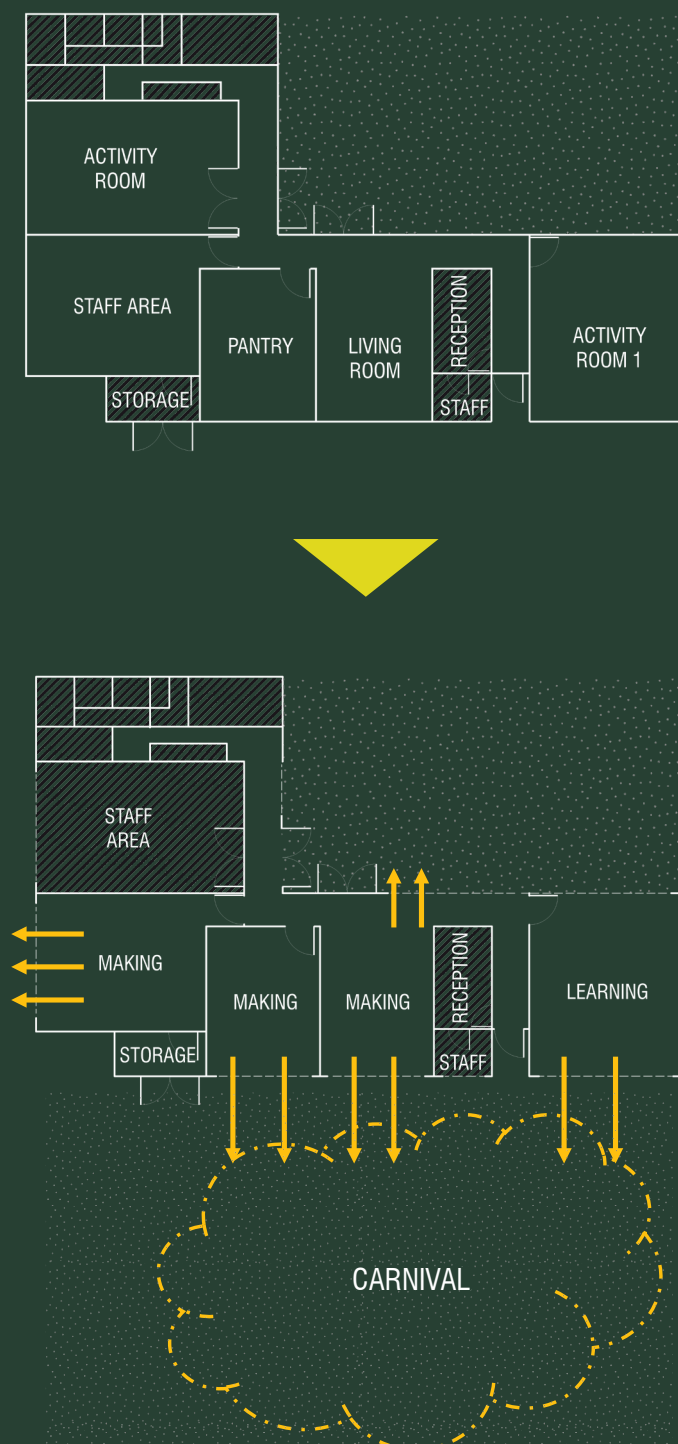 ACTIVITY
ROOM
STAFF AREA
PANTRY
LIVING
ROOM
RECEPTION
ACTIVITY
ROOM 1
STORAGE
STAFF
STAFF
AREA
MAKING
MAKING
MAKING
RECEPTION
LEARNING
STORAGE
STAFF
CARNIVAL